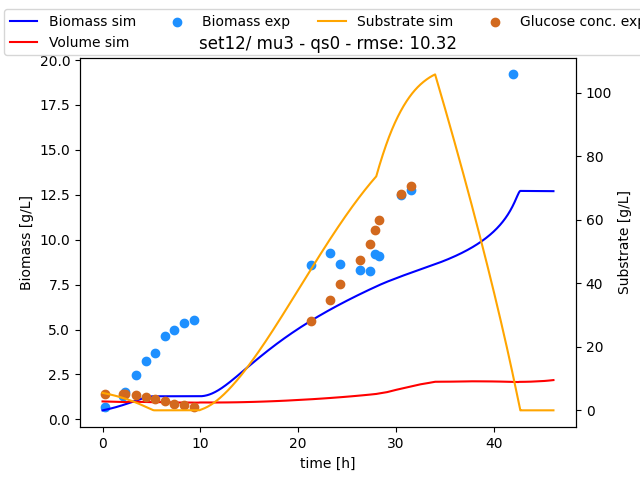 Biomass sim Biomass exp Substrate sim Glucose conc. exp
Volume sim
set12/ mu3 - qs0 - rmse: 10.32
20.0
17.5
15.0
12.5
10.0
7.5
5.0
2.5
0.0
Biomass [g/L]
100
80
60
40
20
0
Substrate [g/L]
0 10 20 30 40
time [h]